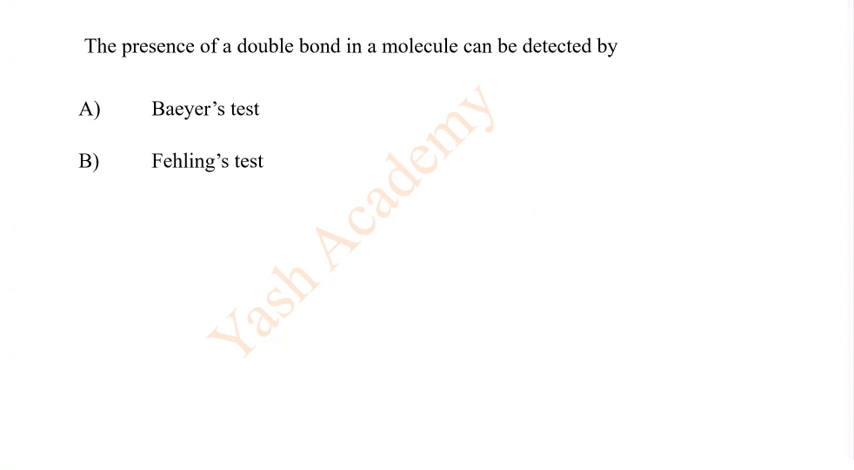 The presence of a double bond in a molecule can be detected by
A) Baeyer’s test
B) Fehling’s test
Yash Academy